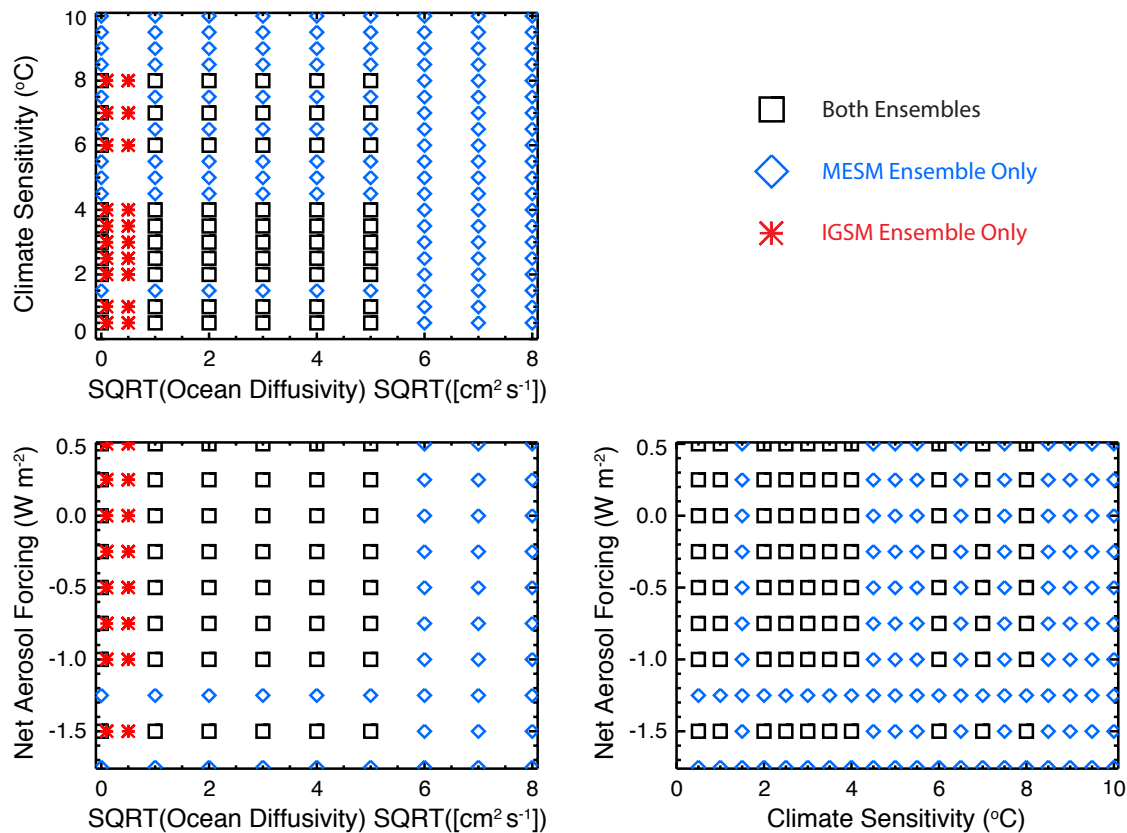 10
8
6
4
2
0
Climate Sensitivity (°C)
0 2 4 6 8
SQRT(Ocean Diffusivity) SQRT([cm² s⁻¹])
Both Ensembles
MESM Ensemble Only
IGSM Ensemble Only
0.5
0.0
-0.5
-1.0
-1.5
Net Aerosol Forcing (W m⁻²)
0 2 4 6 8
SQRT(Ocean Diffusivity) SQRT([cm² s⁻¹])
0.5
0.0
-0.5
-1.0
-1.5
Net Aerosol Forcing (W m⁻²)
0 2 4 6 8 10
Climate Sensitivity (°C)